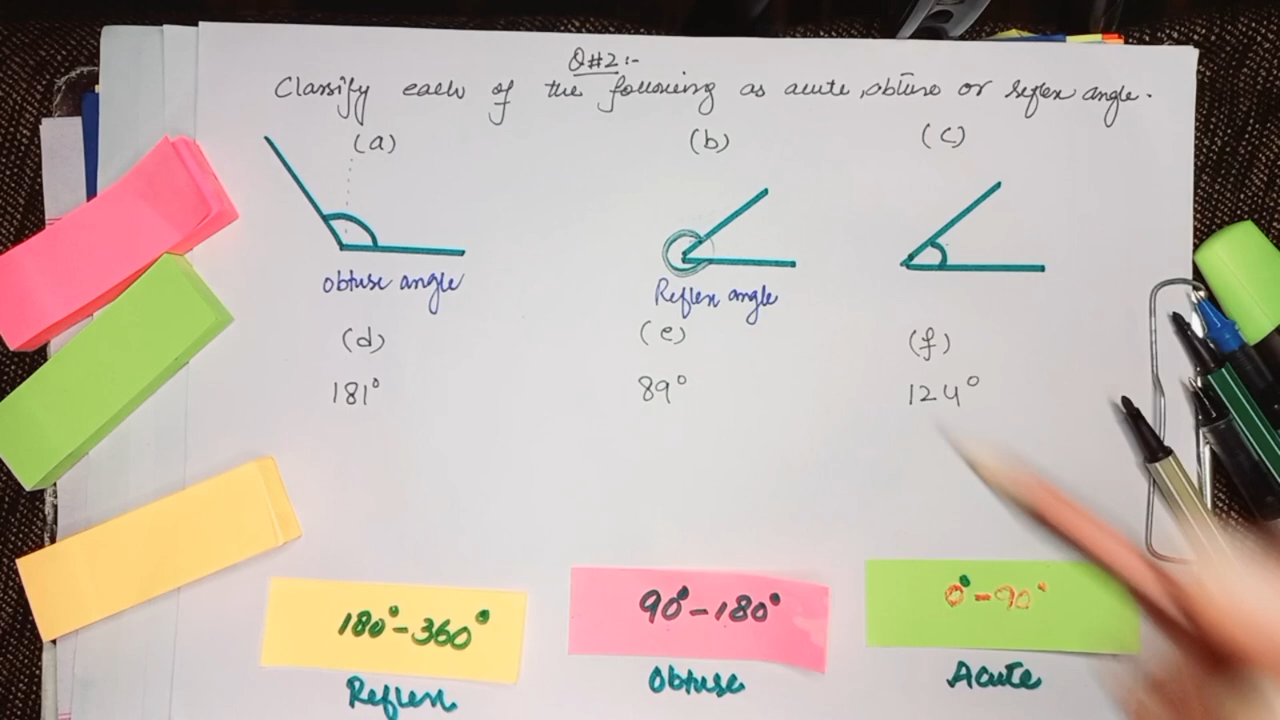 Q#2:-
Classify each of the following as acute, obtuse or reflex angle.
(a) (b) (c)
obtuse angle Reflex angle
(d) (e) (f)
181° 89° 124°
180°-360° 90°-180° 0°-90°
Reflex Obtuse Acute